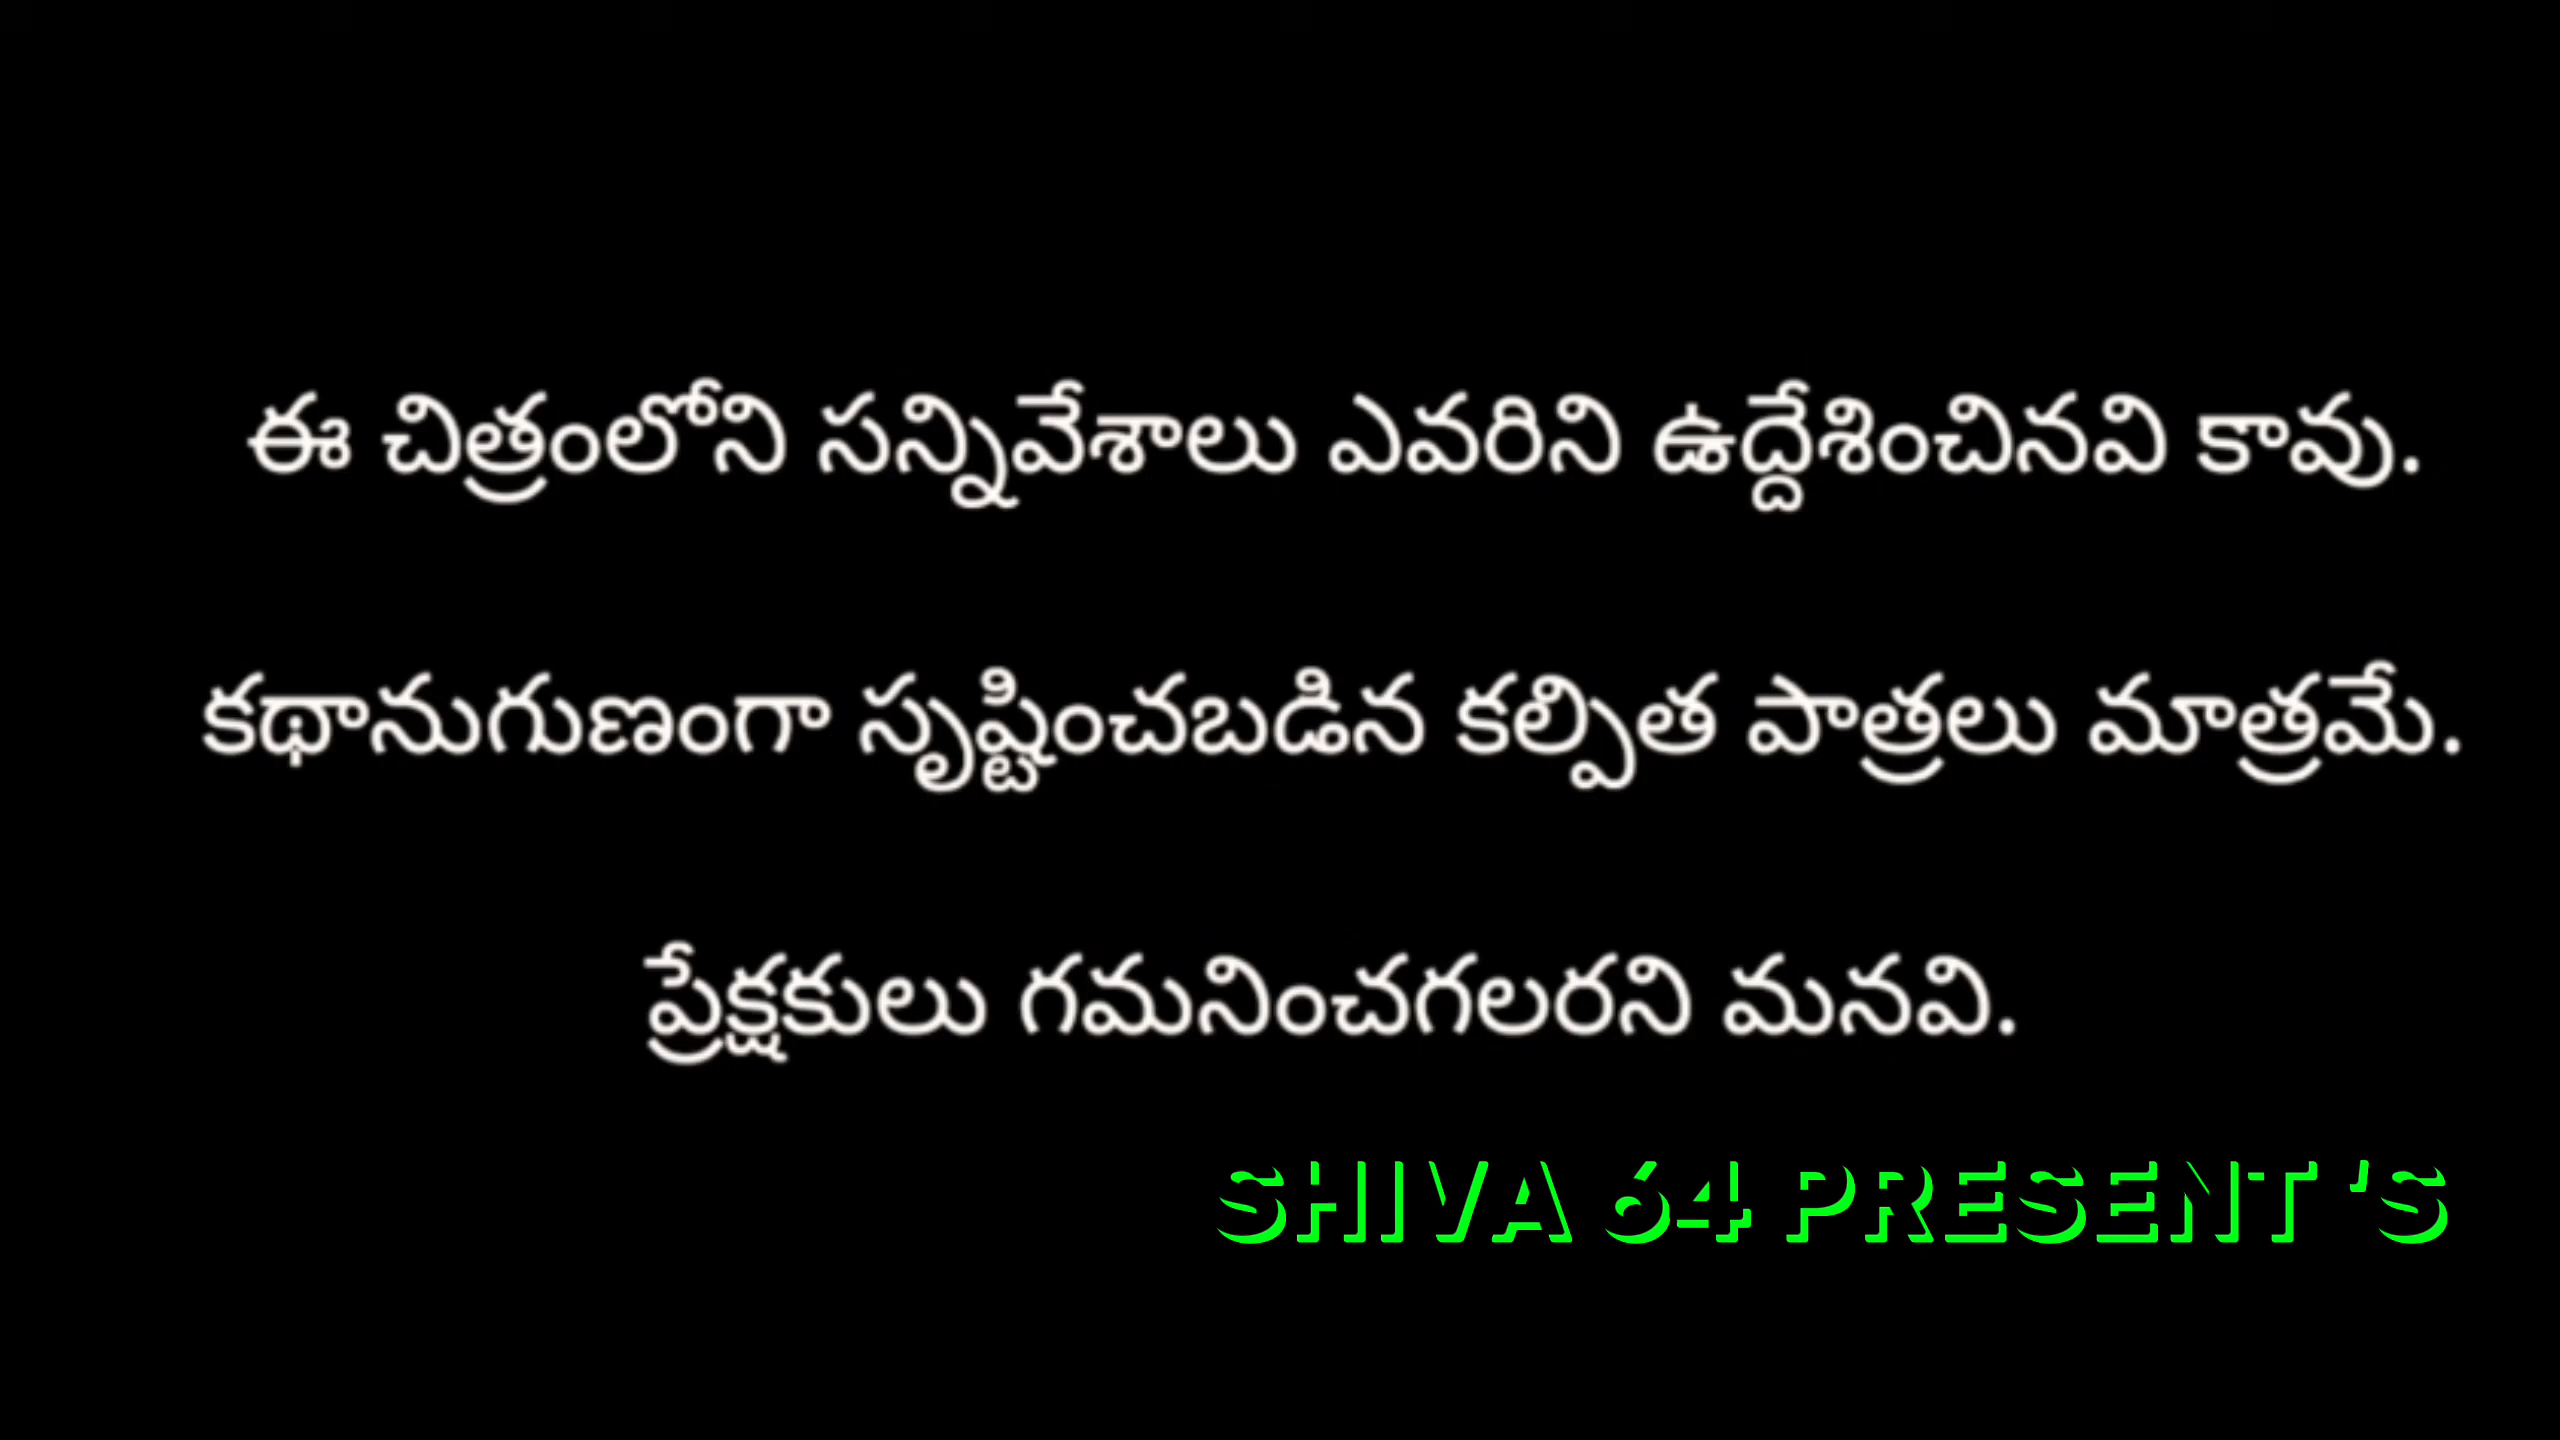 ఈ చిత్రంలోని సన్నివేశాలు ఎవరిని ఉద్దేశించినవి కావు.
కథానుగుణంగా సృష్టించబడిన కల్పిత పాత్రలు మాత్రమే.
ప్రేక్షకులు గమనించగలరని మనవి.
SHIVA 64 PRESENT 'S